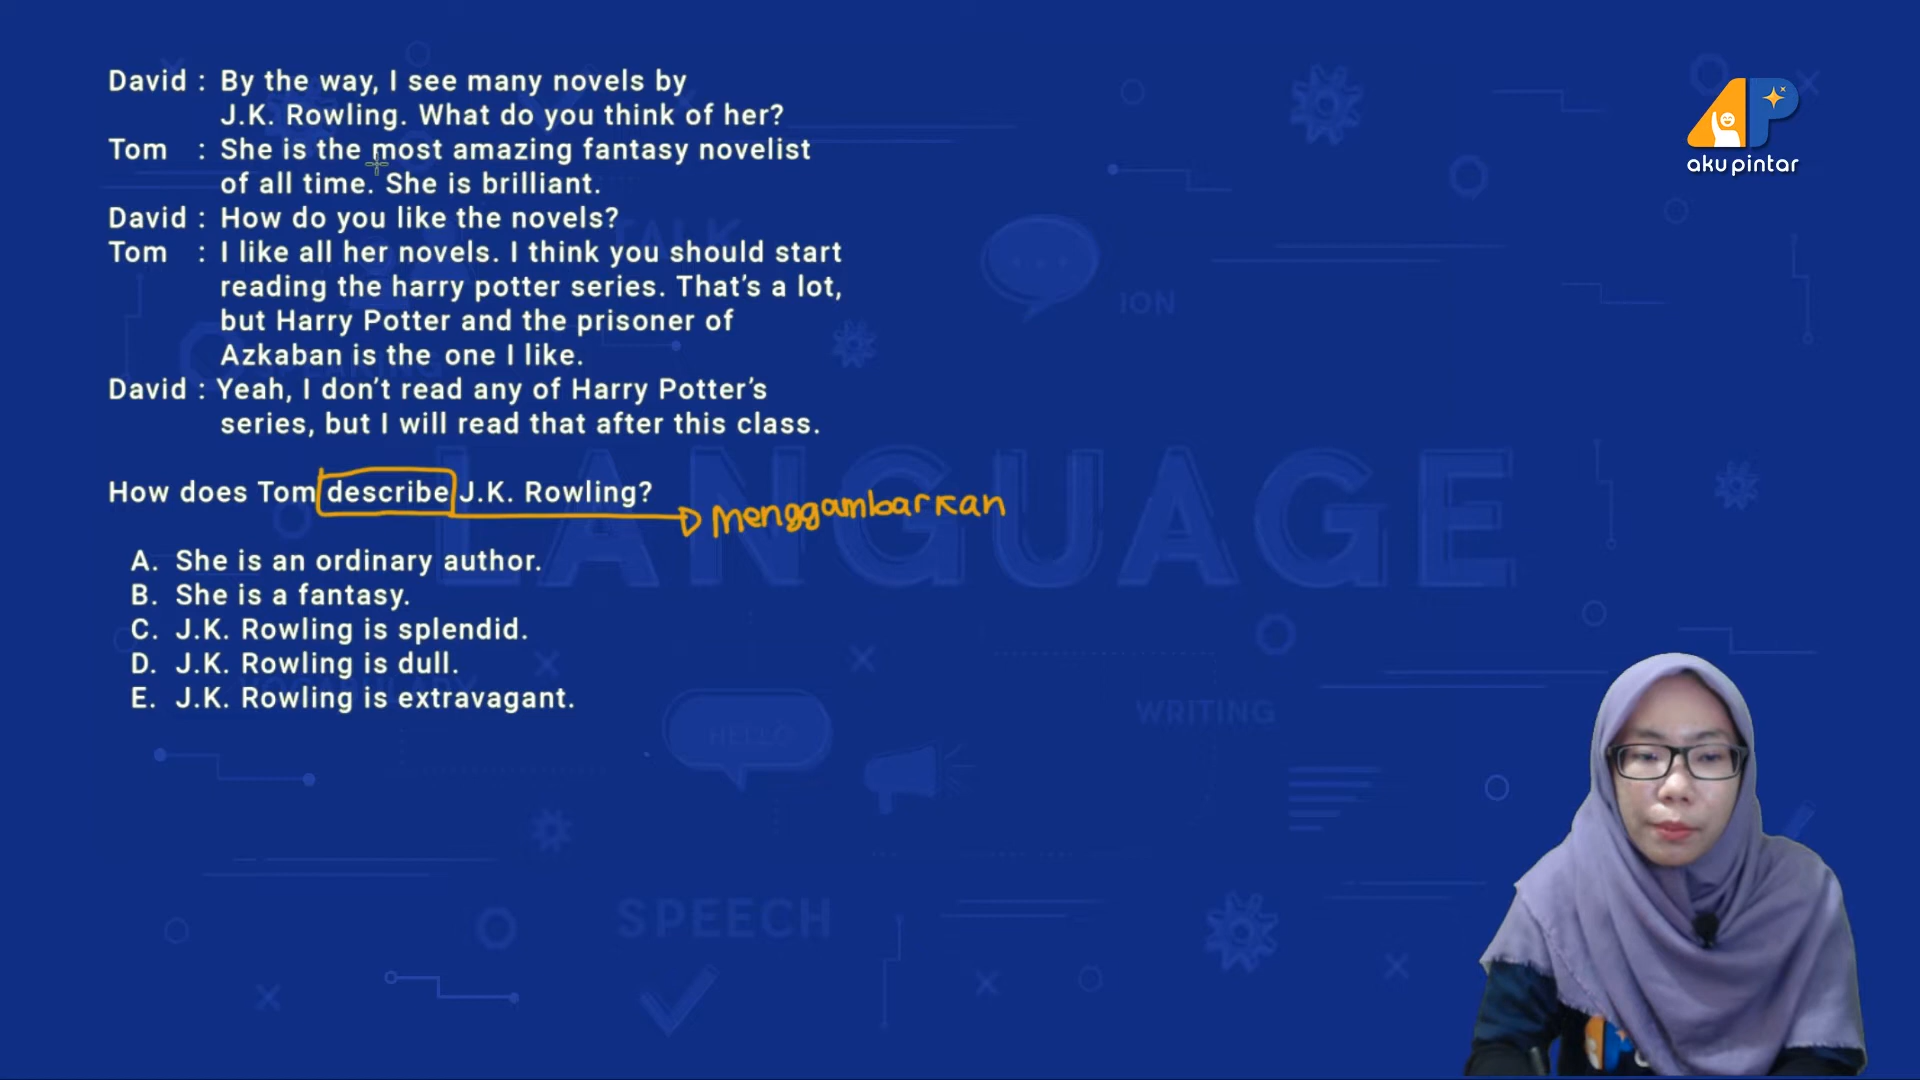 David : By the way, I see many novels by
J.K. Rowling. What do you think of her?
Tom : She is the most amazing fantasy novelist
of all time. She is brilliant.
David : How do you like the novels?
Tom : I like all her novels. I think you should start
reading the harry potter series. That's a lot,
but Harry Potter and the prisoner of
Azkaban is the one I like.
David : Yeah, I don't read any of Harry Potter's
series, but I will read that after this class.
How does Tom describe J.K. Rowling?
menggambarkan
A. She is an ordinary author.
B. She is a fantasy.
C. J.K. Rowling is splendid.
D. J.K. Rowling is dull.
E. J.K. Rowling is extravagant.
aku pintar
TALK
ION
SPEAKING
LANGUAGE
VOCABULARY
HELLO
WRITING
SPEECH